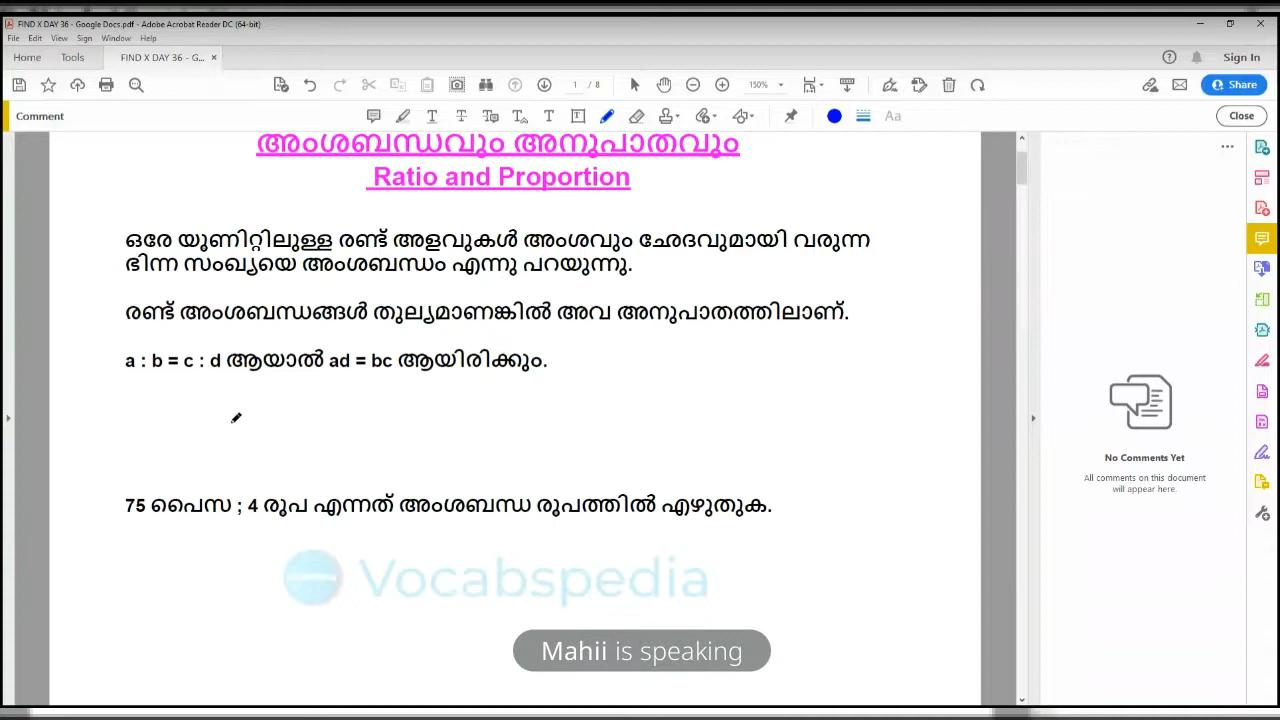 FIND X DAY 36 - Google Docs.pdf - Adobe Acrobat Reader DC (64-bit)
File Edit View Sign Window Help
Home Tools FIND X DAY 36 - G... × Sign In
1 / 8 150% Share
Comment Aa Close
അംശബന്ധവും അനുപാതവും
Ratio and Proportion
ഒരേ യൂണിറ്റിലുള്ള രണ്ട് അളവുകൾ അംശവും ഛേദവുമായി വരുന്ന
ഭിന്ന സംഖ്യയെ അംശബന്ധം എന്നു പറയുന്നു.
രണ്ട് അംശബന്ധങ്ങൾ തുല്യമാണങ്കിൽ അവ അനുപാതത്തിലാണ്.
a : b = c : d ആയാൽ ad = bc ആയിരിക്കും.
75 പൈസ ; 4 രൂപ എന്നത് അംശബന്ധ രൂപത്തിൽ എഴുതുക.
Vocabspedia
Mahii is speaking
No Comments Yet
All comments on this document
will appear here.